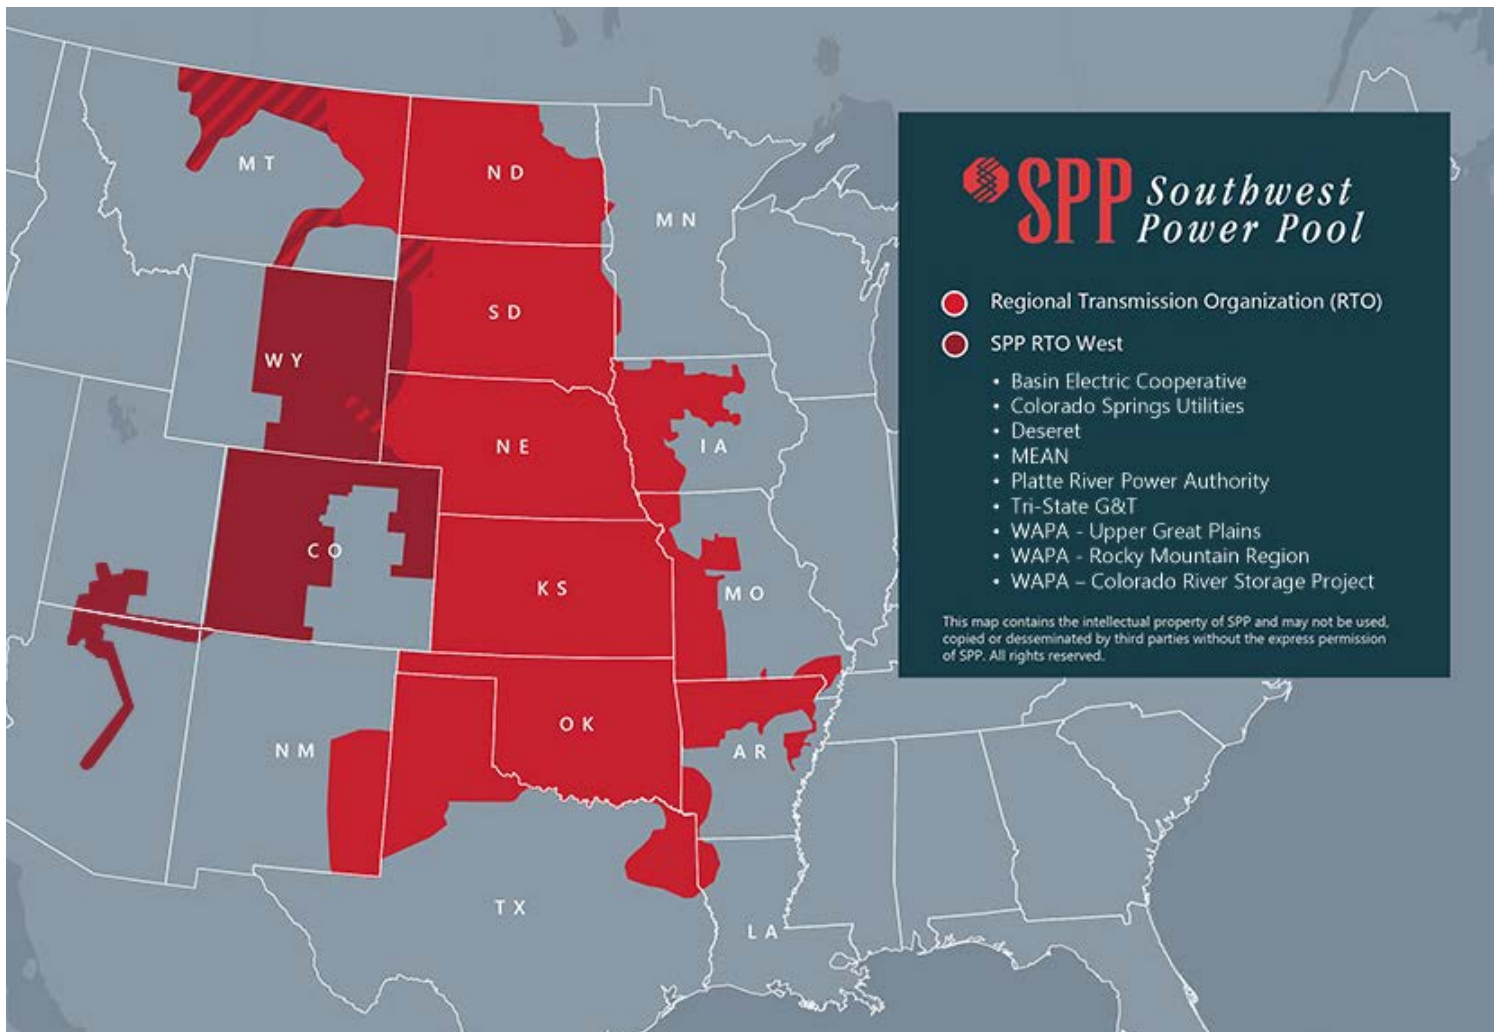 MT
ND
MN
SD
WY
NE
IA
CO
KS
MO
OK
NM
AR
TX
LA
SPP Southwest
Power Pool
Regional Transmission Organization (RTO)
SPP RTO West
• Basin Electric Cooperative
• Colorado Springs Utilities
• Deseret
• MEAN
• Platte River Power Authority
• Tri-State G&T
• WAPA - Upper Great Plains
• WAPA - Rocky Mountain Region
• WAPA – Colorado River Storage Project
This map contains the intellectual property of SPP and may not be used,
copied or desseminated by third parties without the express permission
of SPP. All rights reserved.